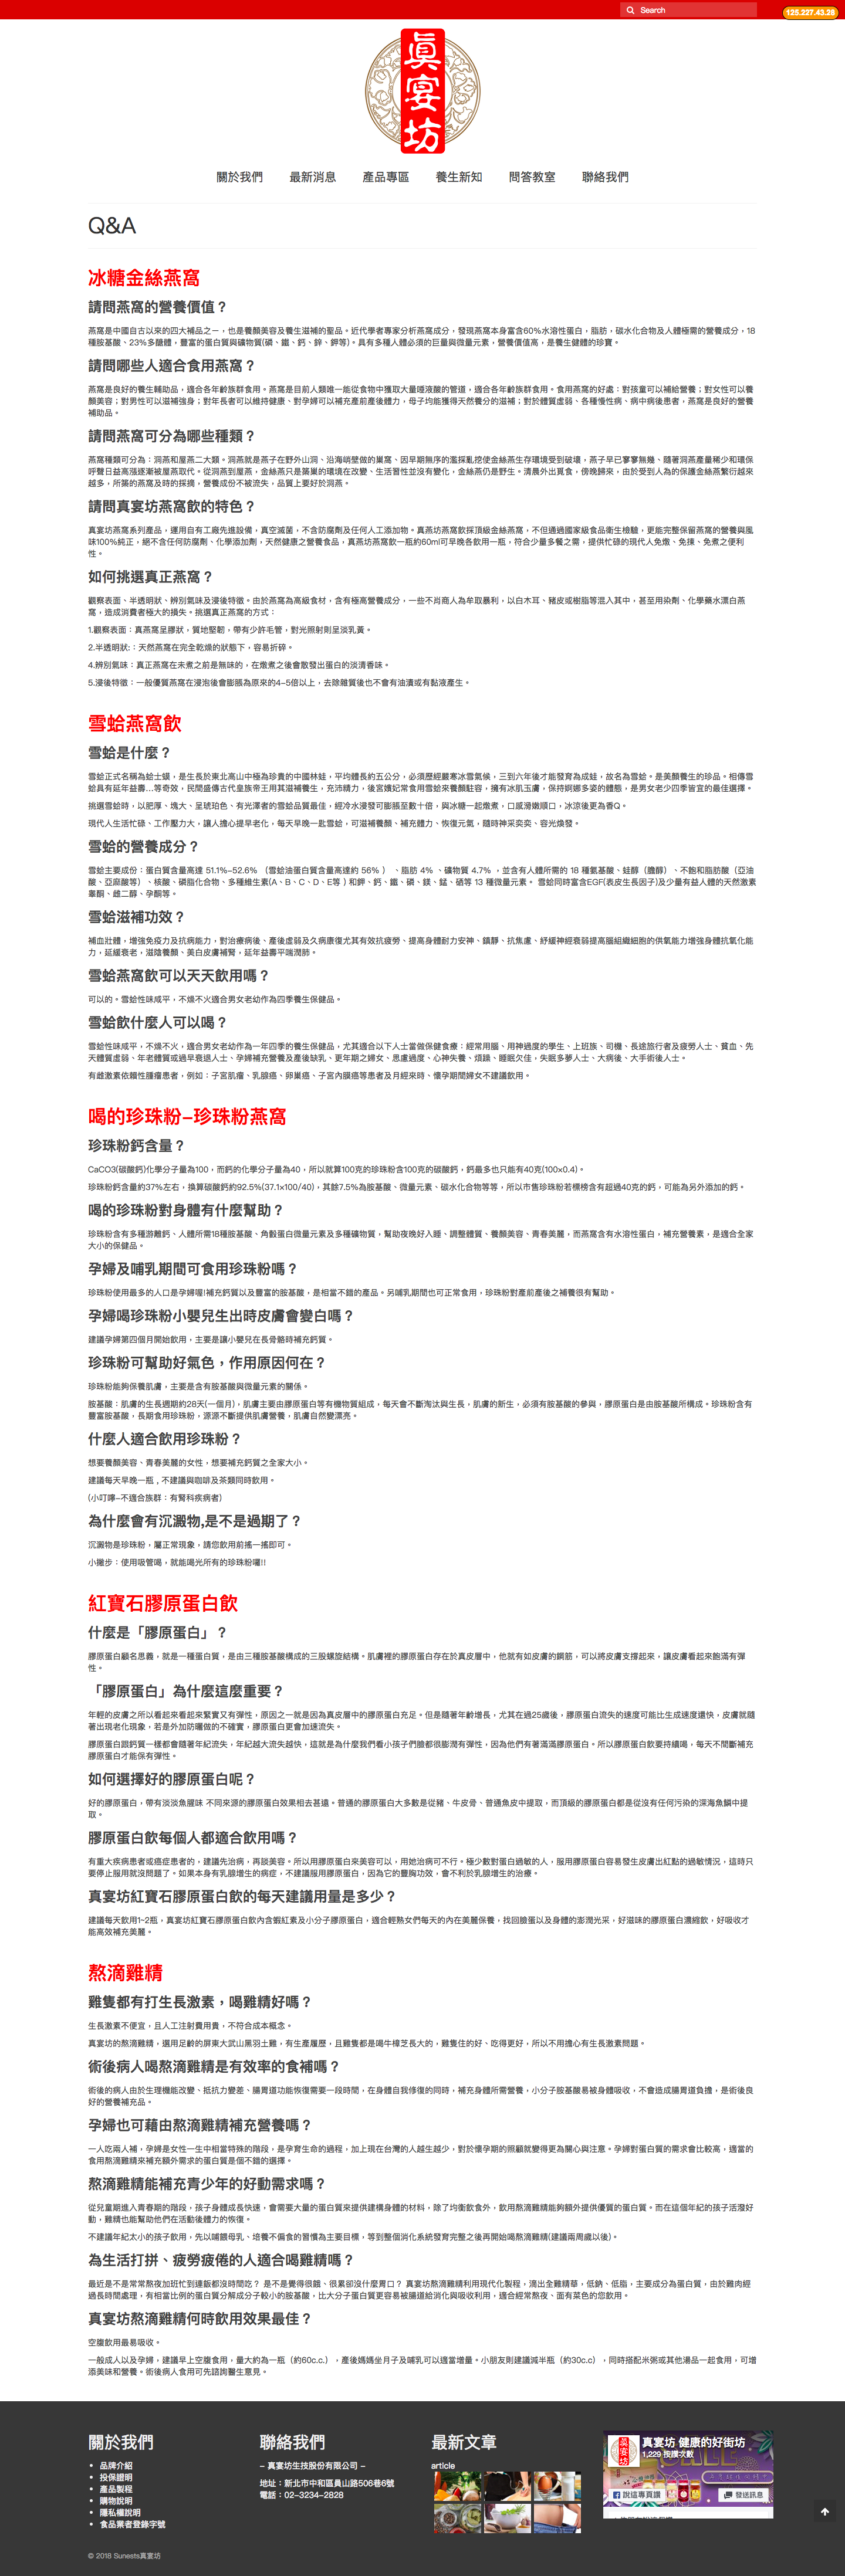 Search
125.227.43.28
真宴坊
關於我們 最新消息 產品專區 養生新知 問答教室 聯絡我們
Q&A
冰糖金絲燕窩
請問燕窩的營養價值？
燕窩是中國自古以來的四大補品之一，也是養顏美容及養生滋補的聖品。近代學者專家分析燕窩成分，發現燕窩本身富含60%水溶性蛋白，脂肪，碳水化合物及人體極需的營養成分，18
種胺基酸、23%多醣體，豐富的蛋白質與礦物質(磷、鐵、鈣、鋅、鉀等)。具有多種人體必須的巨量與微量元素，營養價值高，是養生健體的珍寶。
請問哪些人適合食用燕窩？
燕窩是良好的養生輔助品，適合各年齡族群食用。燕窩是目前人類唯一能從食物中獲取大量唾液酸的管道，適合各年齡族群食用。食用燕窩的好處：對孩童可以補給營養；對女性可以養
顏美容；對男性可以滋補強身；對年長者可以維持健康、對孕婦可以補充產前產後體力，母子均能獲得天然養分的滋補；對於體質虛弱、各種慢性病、病中病後患者，燕窩是良好的營養
補助品。
請問燕窩可分為哪些種類？
燕窩種類可分為：洞燕和屋燕二大類。洞燕就是燕子在野外山洞、沿海峭壁做的巢窩、因早期無序的濫採亂挖使金絲燕生存環境受到破壞，燕子早已寥寥無幾、隨著洞燕產量稀少和環保
呼聲日益高漲逐漸被屋燕取代。從洞燕到屋燕，金絲燕只是築巢的環境在改變、生活習性並沒有變化，金絲燕仍是野生。清晨外出覓食，傍晚歸來，由於受到人為的保護金絲燕繁衍越來
越多，所築的燕窩及時的採摘，營養成份不被流失，品質上要好於洞燕。
請問真宴坊燕窩飲的特色？
真宴坊燕窩系列產品，運用自有工廠先進設備，真空滅菌，不含防腐劑及任何人工添加物。真燕坊燕窩飲採頂級金絲燕窩，不但通過國家級食品衛生檢驗，更能完整保留燕窩的營養與風
味100%純正，絕不含任何防腐劑、化學添加劑，天然健康之營養食品，真燕坊燕窩飲一瓶約60ml可早晚各飲用一瓶，符合少量多餐之需，提供忙碌的現代人免燉、免揀、免煮之便利
性。
如何挑選真正燕窩？
觀察表面、半透明狀、辨別氣味及浸後特徵。由於燕窩為高級食材，含有極高營養成分，一些不肖商人為牟取暴利，以白木耳、豬皮或樹脂等混入其中，甚至用染劑、化學藥水漂白燕
窩，造成消費者極大的損失。挑選真正燕窩的方式：
1.觀察表面：真燕窩呈膠狀，質地堅韌，帶有少許毛管，對光照射則呈淡乳黃。
2.半透明狀:：天然燕窩在完全乾燥的狀態下，容易折碎。
4.辨別氣味：真正燕窩在未煮之前是無味的，在燉煮之後會散發出蛋白的淡清香味。
5.浸後特徵：一般優質燕窩在浸泡後會膨脹為原來的4-5倍以上，去除雜質後也不會有油漬或有黏液產生。
雪蛤燕窩飲
雪蛤是什麼？
雪蛤正式名稱為蛤士蟆，是生長於東北高山中極為珍貴的中國林蛙，平均體長約五公分，必須歷經嚴寒冰雪氣候，三到六年後才能發育為成蛙，故名為雪蛤。是美顏養生的珍品。相傳雪
蛤具有延年益壽…等奇效，民間盛傳古代皇族帝王用其滋補養生，充沛精力，後宮嬪妃常食用雪蛤來養顏駐容，擁有冰肌玉膚，保持婀娜多姿的體態，是男女老少四季皆宜的最佳選擇。
挑選雪蛤時，以肥厚、塊大、呈琥珀色、有光澤者的雪蛤品質最佳，經冷水浸發可膨脹至數十倍，與冰糖一起燉煮，口感滑嫩順口，冰涼後更為香Q。
現代人生活忙碌、工作壓力大，讓人擔心提早老化，每天早晚一匙雪蛤，可滋補養顏、補充體力、恢復元氣，隨時神采奕奕、容光煥發。
雪蛤的營養成分？
雪蛤主要成份：蛋白質含量高達 51.1%-52.6% （雪蛤油蛋白質含量高達約 56% ） 、脂肪 4% 、礦物質 4.7% ，並含有人體所需的 18 種氨基酸、蛙醇（膽醇）、不飽和脂肪酸（亞油
酸、亞麻酸等）、核酸、磷脂化合物、多種維生素(A、B、C、D、E等 ) 和鉀、鈣、鐵、磷、鎂、錳、硒等 13 種微量元素。 雪蛤同時富含EGF(表皮生長因子)及少量有益人體的天然激素
睾酮、雌二醇、孕酮等。
雪蛤滋補功效？
補血壯體，增強免疫力及抗病能力，對治療病後、產後虛弱及久病康復尤其有效抗疲勞、提高身體耐力安神、鎮靜、抗焦慮、紓緩神經衰弱提高腦組織細胞的供氧能力增強身體抗氧化能
力，延緩衰老，滋陰養顏、美白皮膚補腎，延年益壽平喘潤肺。
雪蛤燕窩飲可以天天飲用嗎？
可以的。雪蛤性味咸平，不燥不火適合男女老幼作為四季養生保健品。
雪蛤飲什麼人可以喝？
雪蛤性味咸平，不燥不火，適合男女老幼作為一年四季的養生保健品，尤其適合以下人士當做保健食療：經常用腦、用神過度的學生、上班族、司機、長途旅行者及疲勞人士、貧血、先
天體質虛弱、年老體質或過早衰退人士、孕婦補充營養及產後缺乳、更年期之婦女、思慮過度、心神失養、煩躁、睡眠欠佳，失眠多夢人士、大病後、大手術後人士。
有雌激素依賴性腫瘤患者，例如：子宮肌瘤、乳腺癌、卵巢癌、子宮內膜癌等患者及月經來時、懷孕期間婦女不建議飲用。
喝的珍珠粉-珍珠粉燕窩
珍珠粉鈣含量？
CaCO3(碳酸鈣)化學分子量為100，而鈣的化學分子量為40，所以就算100克的珍珠粉含100克的碳酸鈣，鈣最多也只能有40克(100×0.4)。
珍珠粉鈣含量約37%左右，換算碳酸鈣約92.5%(37.1×100/40)，其餘7.5%為胺基酸、微量元素、碳水化合物等等，所以市售珍珠粉若標榜含有超過40克的鈣，可能為另外添加的鈣。
喝的珍珠粉對身體有什麼幫助？
珍珠粉含有多種游離鈣、人體所需18種胺基酸、角轂蛋白微量元素及多種礦物質，幫助夜晚好入睡、調整體質、養顏美容、青春美麗，而燕窩含有水溶性蛋白，補充營養素，是適合全家
大小的保健品。
孕婦及哺乳期間可食用珍珠粉嗎？
珍珠粉使用最多的人口是孕婦喔!補充鈣質以及豐富的胺基酸，是相當不錯的產品。另哺乳期間也可正常食用，珍珠粉對產前產後之補養很有幫助。
孕婦喝珍珠粉小嬰兒生出時皮膚會變白嗎？
建議孕婦第四個月開始飲用，主要是讓小嬰兒在長骨骼時補充鈣質。
珍珠粉可幫助好氣色，作用原因何在？
珍珠粉能夠保養肌膚，主要是含有胺基酸與微量元素的關係。
胺基酸：肌膚的生長週期約28天(一個月)，肌膚主要由膠原蛋白等有機物質組成，每天會不斷淘汰與生長，肌膚的新生，必須有胺基酸的參與，膠原蛋白是由胺基酸所構成。珍珠粉含有
豐富胺基酸，長期食用珍珠粉，源源不斷提供肌膚營養，肌膚自然變漂亮。
什麼人適合飲用珍珠粉？
想要養顏美容、青春美麗的女性，想要補充鈣質之全家大小。
建議每天早晚一瓶 , 不建議與咖啡及茶類同時飲用。
(小叮嚀-不適合族群：有腎科疾病者)
為什麼會有沉澱物,是不是過期了？
沉澱物是珍珠粉，屬正常現象，請您飲用前搖一搖即可。
小撇步：使用吸管喝，就能喝光所有的珍珠粉囉!!
紅寶石膠原蛋白飲
什麼是「膠原蛋白」？
膠原蛋白顧名思義，就是一種蛋白質，是由三種胺基酸構成的三股螺旋結構。肌膚裡的膠原蛋白存在於真皮層中，他就有如皮膚的鋼筋，可以將皮膚支撐起來，讓皮膚看起來飽滿有彈
性。
「膠原蛋白」為什麼這麼重要？
年輕的皮膚之所以看起來看起來緊實又有彈性，原因之一就是因為真皮層中的膠原蛋白充足。但是隨著年齡增長，尤其在過25歲後，膠原蛋白流失的速度可能比生成速度還快，皮膚就隨
著出現老化現象，若是外加防曬做的不確實，膠原蛋白更會加速流失。
膠原蛋白跟鈣質一樣都會隨著年紀流失，年紀越大流失越快，這就是為什麼我們看小孩子們臉都很膨潤有彈性，因為他們有著滿滿膠原蛋白。所以膠原蛋白飲要持續喝，每天不間斷補充
膠原蛋白才能保有彈性。
如何選擇好的膠原蛋白呢？
好的膠原蛋白，帶有淡淡魚腥味 不同來源的膠原蛋白效果相去甚遠。普通的膠原蛋白大多數是從豬、牛皮骨、普通魚皮中提取，而頂級的膠原蛋白都是從沒有任何污染的深海魚鱗中提
取。
膠原蛋白飲每個人都適合飲用嗎？
有重大疾病患者或癌症患者的，建議先治病，再談美容。所以用膠原蛋白來美容可以，用她治病可不行。極少數對蛋白過敏的人，服用膠原蛋白容易發生皮膚出紅點的過敏情況，這時只
要停止服用就沒問題了。如果本身有乳腺增生的病症，不建議服用膠原蛋白，因為它的豐胸功效，會不利於乳腺增生的治療。
真宴坊紅寶石膠原蛋白飲的每天建議用量是多少？
建議每天飲用1~2瓶，真宴坊紅寶石膠原蛋白飲內含蝦紅素及小分子膠原蛋白，適合輕熟女們每天的內在美麗保養，找回臉蛋以及身體的澎潤光采，好滋味的膠原蛋白濃縮飲，好吸收才
能高效補充美麗。
熬滴雞精
雞隻都有打生長激素，喝雞精好嗎？
生長激素不便宜，且人工注射費用貴，不符合成本概念。
真宴坊的熬滴雞精，選用足齡的屏東大武山黑羽土雞，有生產履歷，且雞隻都是喝牛樟芝長大的，雞隻住的好、吃得更好，所以不用擔心有生長激素問題。
術後病人喝熬滴雞精是有效率的食補嗎？
術後的病人由於生理機能改變、抵抗力變差、腸胃道功能恢復需要一段時間，在身體自我修復的同時，補充身體所需營養，小分子胺基酸易被身體吸收，不會造成腸胃道負擔，是術後良
好的營養補充品。
孕婦也可藉由熬滴雞精補充營養嗎？
一人吃兩人補，孕婦是女性一生中相當特殊的階段，是孕育生命的過程，加上現在台灣的人越生越少，對於懷孕期的照顧就變得更為關心與注意。孕婦對蛋白質的需求會比較高，適當的
食用熬滴雞精來補充額外需求的蛋白質是個不錯的選擇。
熬滴雞精能補充青少年的好動需求嗎？
從兒童期進入青春期的階段，孩子身體成長快速，會需要大量的蛋白質來提供建構身體的材料，除了均衡飲食外，飲用熬滴雞精能夠額外提供優質的蛋白質。而在這個年紀的孩子活潑好
動，雞精也能幫助他們在活動後體力的恢復。
不建議年紀太小的孩子飲用，先以哺餵母乳、培養不偏食的習慣為主要目標，等到整個消化系統發育完整之後再開始喝熬滴雞精(建議兩周歲以後)。
為生活打拼、疲勞疲倦的人適合喝雞精嗎？
最近是不是常常熬夜加班忙到連飯都沒時間吃？ 是不是覺得很餓、很累卻沒什麼胃口？ 真宴坊熬滴雞精利用現代化製程，滴出全雞精華，低鈉、低脂，主要成分為蛋白質，由於雞肉經
過長時間處理，有相當比例的蛋白質分解成分子較小的胺基酸，比大分子蛋白質更容易被腸道給消化與吸收利用，適合經常熬夜、面有菜色的您飲用。
真宴坊熬滴雞精何時飲用效果最佳？
空腹飲用最易吸收。
一般成人以及孕婦，建議早上空腹食用，量大約為一瓶（約60c.c.），產後媽媽坐月子及哺乳可以適當增量。小朋友則建議減半瓶（約30c.c），同時搭配米粥或其他湯品一起食用，可增
添美味和營養。術後病人食用可先諮詢醫生意見。
關於我們
品牌介紹
投保證明
產品製程
購物說明
隱私權說明
食品業者登錄字號
聯絡我們
– 真宴坊生技股份有限公司 –
地址：新北市中和區員山路506巷6號
電話：02-3234-2828
最新文章
article
真宴坊 健康的好街坊
1,229 按讚次數
說這專頁讚
發送訊息
© 2018 Sunests真宴坊